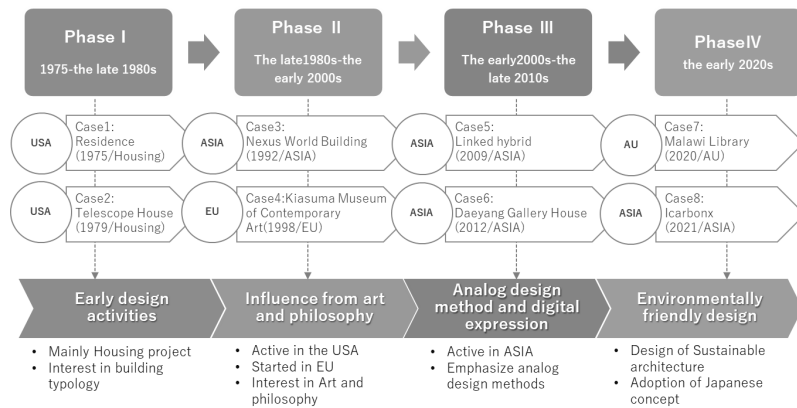 Phase I
1975-the late 1980s
Phase II
The late1980s-the
early 2000s
Phase III
The early2000s-the
late 2010s
PhaseIV
the early 2020s
USA
Case1:
Residence
(1975/Housing)
ASIA
Case3:
Nexus World Building
(1992/ASIA)
ASIA
Case5:
Linked hybrid
(2009/ASIA)
AU
Case7:
Malawi Library
(2020/AU)
USA
Case2:
Telescope House
(1979/Housing)
EU
Case4:Kiasuma Museum
of Contemporary
Art(1998/EU)
ASIA
Case6:
Daeyang Gallery House
(2012/ASIA)
ASIA
Case8:
Icarbonx
(2021/ASIA)
Early design
activities
Influence from art
and philosophy
Analog design
method and digital
expression
Environmentally
friendly design
• Mainly Housing project
• Interest in building
typology
• Active in the USA
• Started in EU
• Interest in Art and
philosophy
• Active in ASIA
• Emphasize analog
design methods
• Design of Sustainable
architecture
• Adoption of Japanese
concept